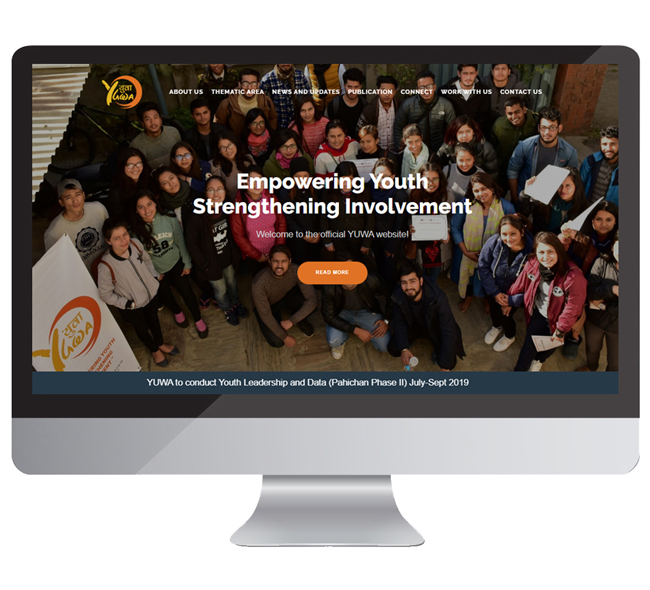 युवा
YUWA
ABOUT US THEMATIC AREA NEWS AND UPDATES PUBLICATION CONNECT WORK WITH US CONTACT US
Empowering Youth
Strengthening Involvement
Welcome to the official YUWA website!
READ MORE
युवा
YUWA
YUWA to conduct Youth Leadership and Data (Pahichan Phase II) July-Sept 2019